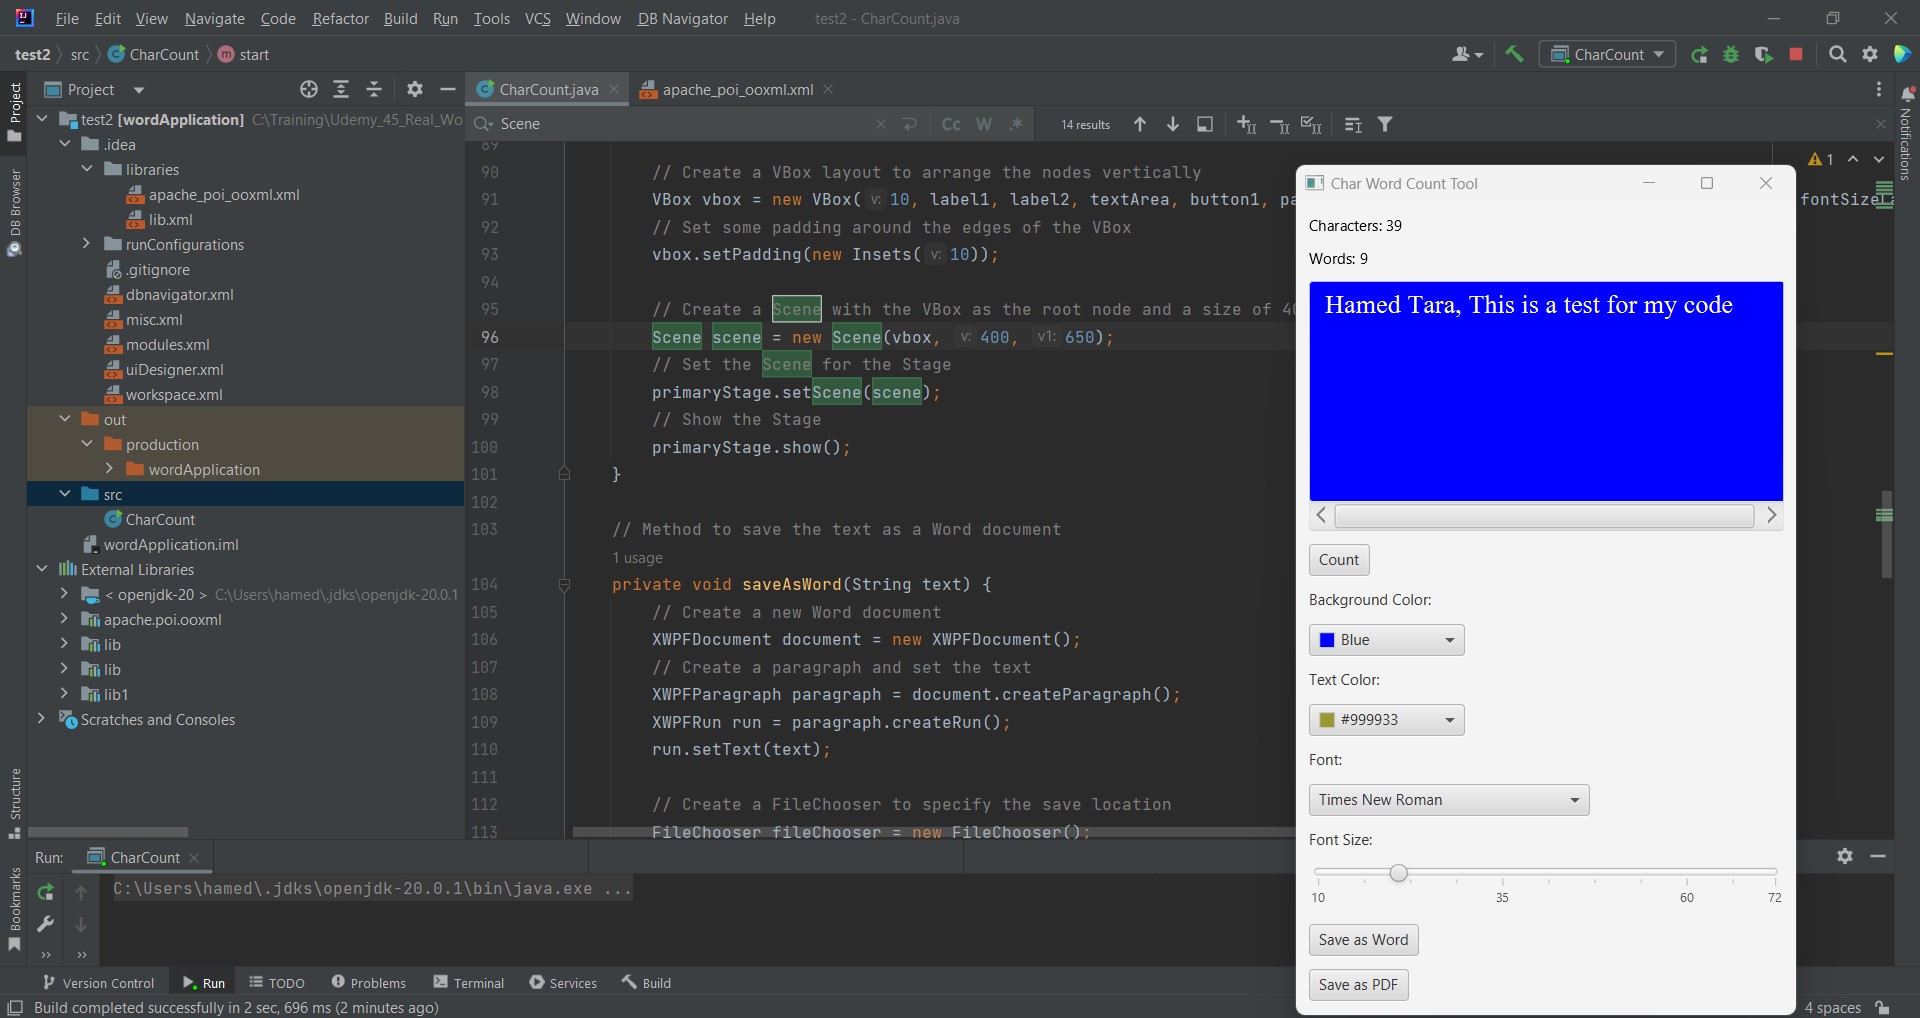 File Edit View Navigate Code Refactor Build Run Tools VCS Window DB Navigator Help test2 - CharCount.java
test2 src CharCount m start
CharCount
Project
CharCount.java
apache_poi_ooxml.xml
Scene
Cc W .*
14 results
Project
DB Browser
Structure
Bookmarks
Notifications
test2 [wordApplication] C:\Training\Udemy_45_Real_Wo
.idea
libraries
apache_poi_ooxml.xml
lib.xml
runConfigurations
.gitignore
dbnavigator.xml
misc.xml
modules.xml
uiDesigner.xml
workspace.xml
out
production
wordApplication
src
CharCount
wordApplication.iml
External Libraries
< openjdk-20 > C:\Users\hamed\.jdks\openjdk-20.0.1
apache.poi.ooxml
lib
lib
lib1
Scratches and Consoles
89
90 // Create a VBox layout to arrange the nodes vertically
91 VBox vbox = new VBox( v: 10, label1, label2, textArea, button1, pa fontSizeLa
92 // Set some padding around the edges of the VBox
93 vbox.setPadding(new Insets( v: 10));
94
95 // Create a Scene with the VBox as the root node and a size of 40
96 Scene scene = new Scene(vbox, v: 400, v1: 650);
97 // Set the Scene for the Stage
98 primaryStage.setScene(scene);
99 // Show the Stage
100 primaryStage.show();
101 }
102
103 // Method to save the text as a Word document
1 usage
104 private void saveAsWord(String text) {
105 // Create a new Word document
106 XWPFDocument document = new XWPFDocument();
107 // Create a paragraph and set the text
108 XWPFParagraph paragraph = document.createParagraph();
109 XWPFRun run = paragraph.createRun();
110 run.setText(text);
111
112 // Create a FileChooser to specify the save location
113 FileChooser fileChooser = new FileChooser();
1
Char Word Count Tool
Characters: 39
Words: 9
Hamed Tara, This is a test for my code
Count
Background Color:
Blue
Text Color:
#999933
Font:
Times New Roman
Font Size:
10 35 60 72
Save as Word
Save as PDF
Run: CharCount
C:\Users\hamed\.jdks\openjdk-20.0.1\bin\java.exe ...
Version Control Run TODO Problems Terminal Services Build
Build completed successfully in 2 sec, 696 ms (2 minutes ago)
4 spaces